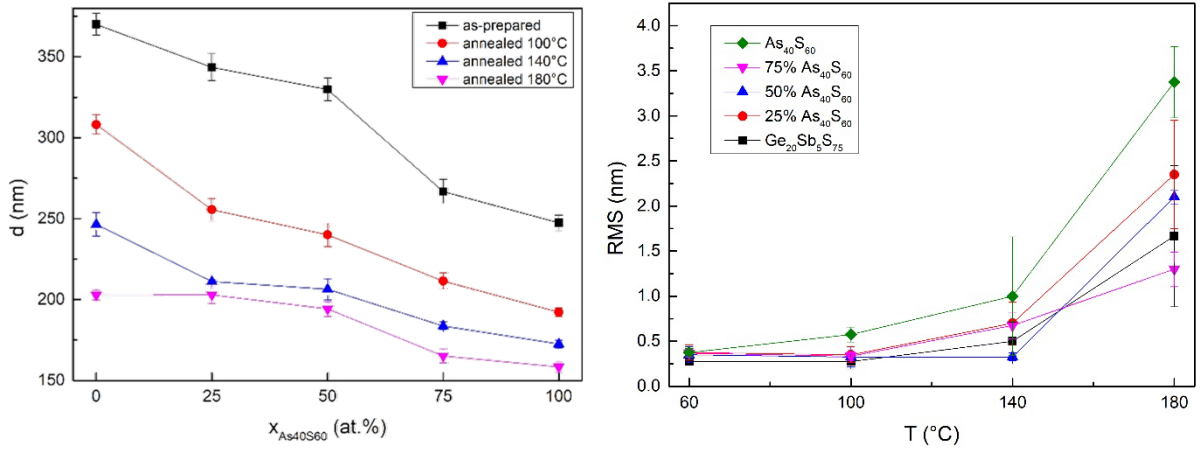 as-prepared
annealed 100°C
annealed 140°C
annealed 180°C
350
300
250
200
150
d (nm)
0 25 50 75 100
x_As40S60 (at.%)
As₄₀S₆₀
75% As₄₀S₆₀
50% As₄₀S₆₀
25% As₄₀S₆₀
Ge₂₀Sb₅S₇₅
4.0
3.5
3.0
2.5
2.0
1.5
1.0
0.5
0.0
RMS (nm)
60 100 140 180
T (°C)